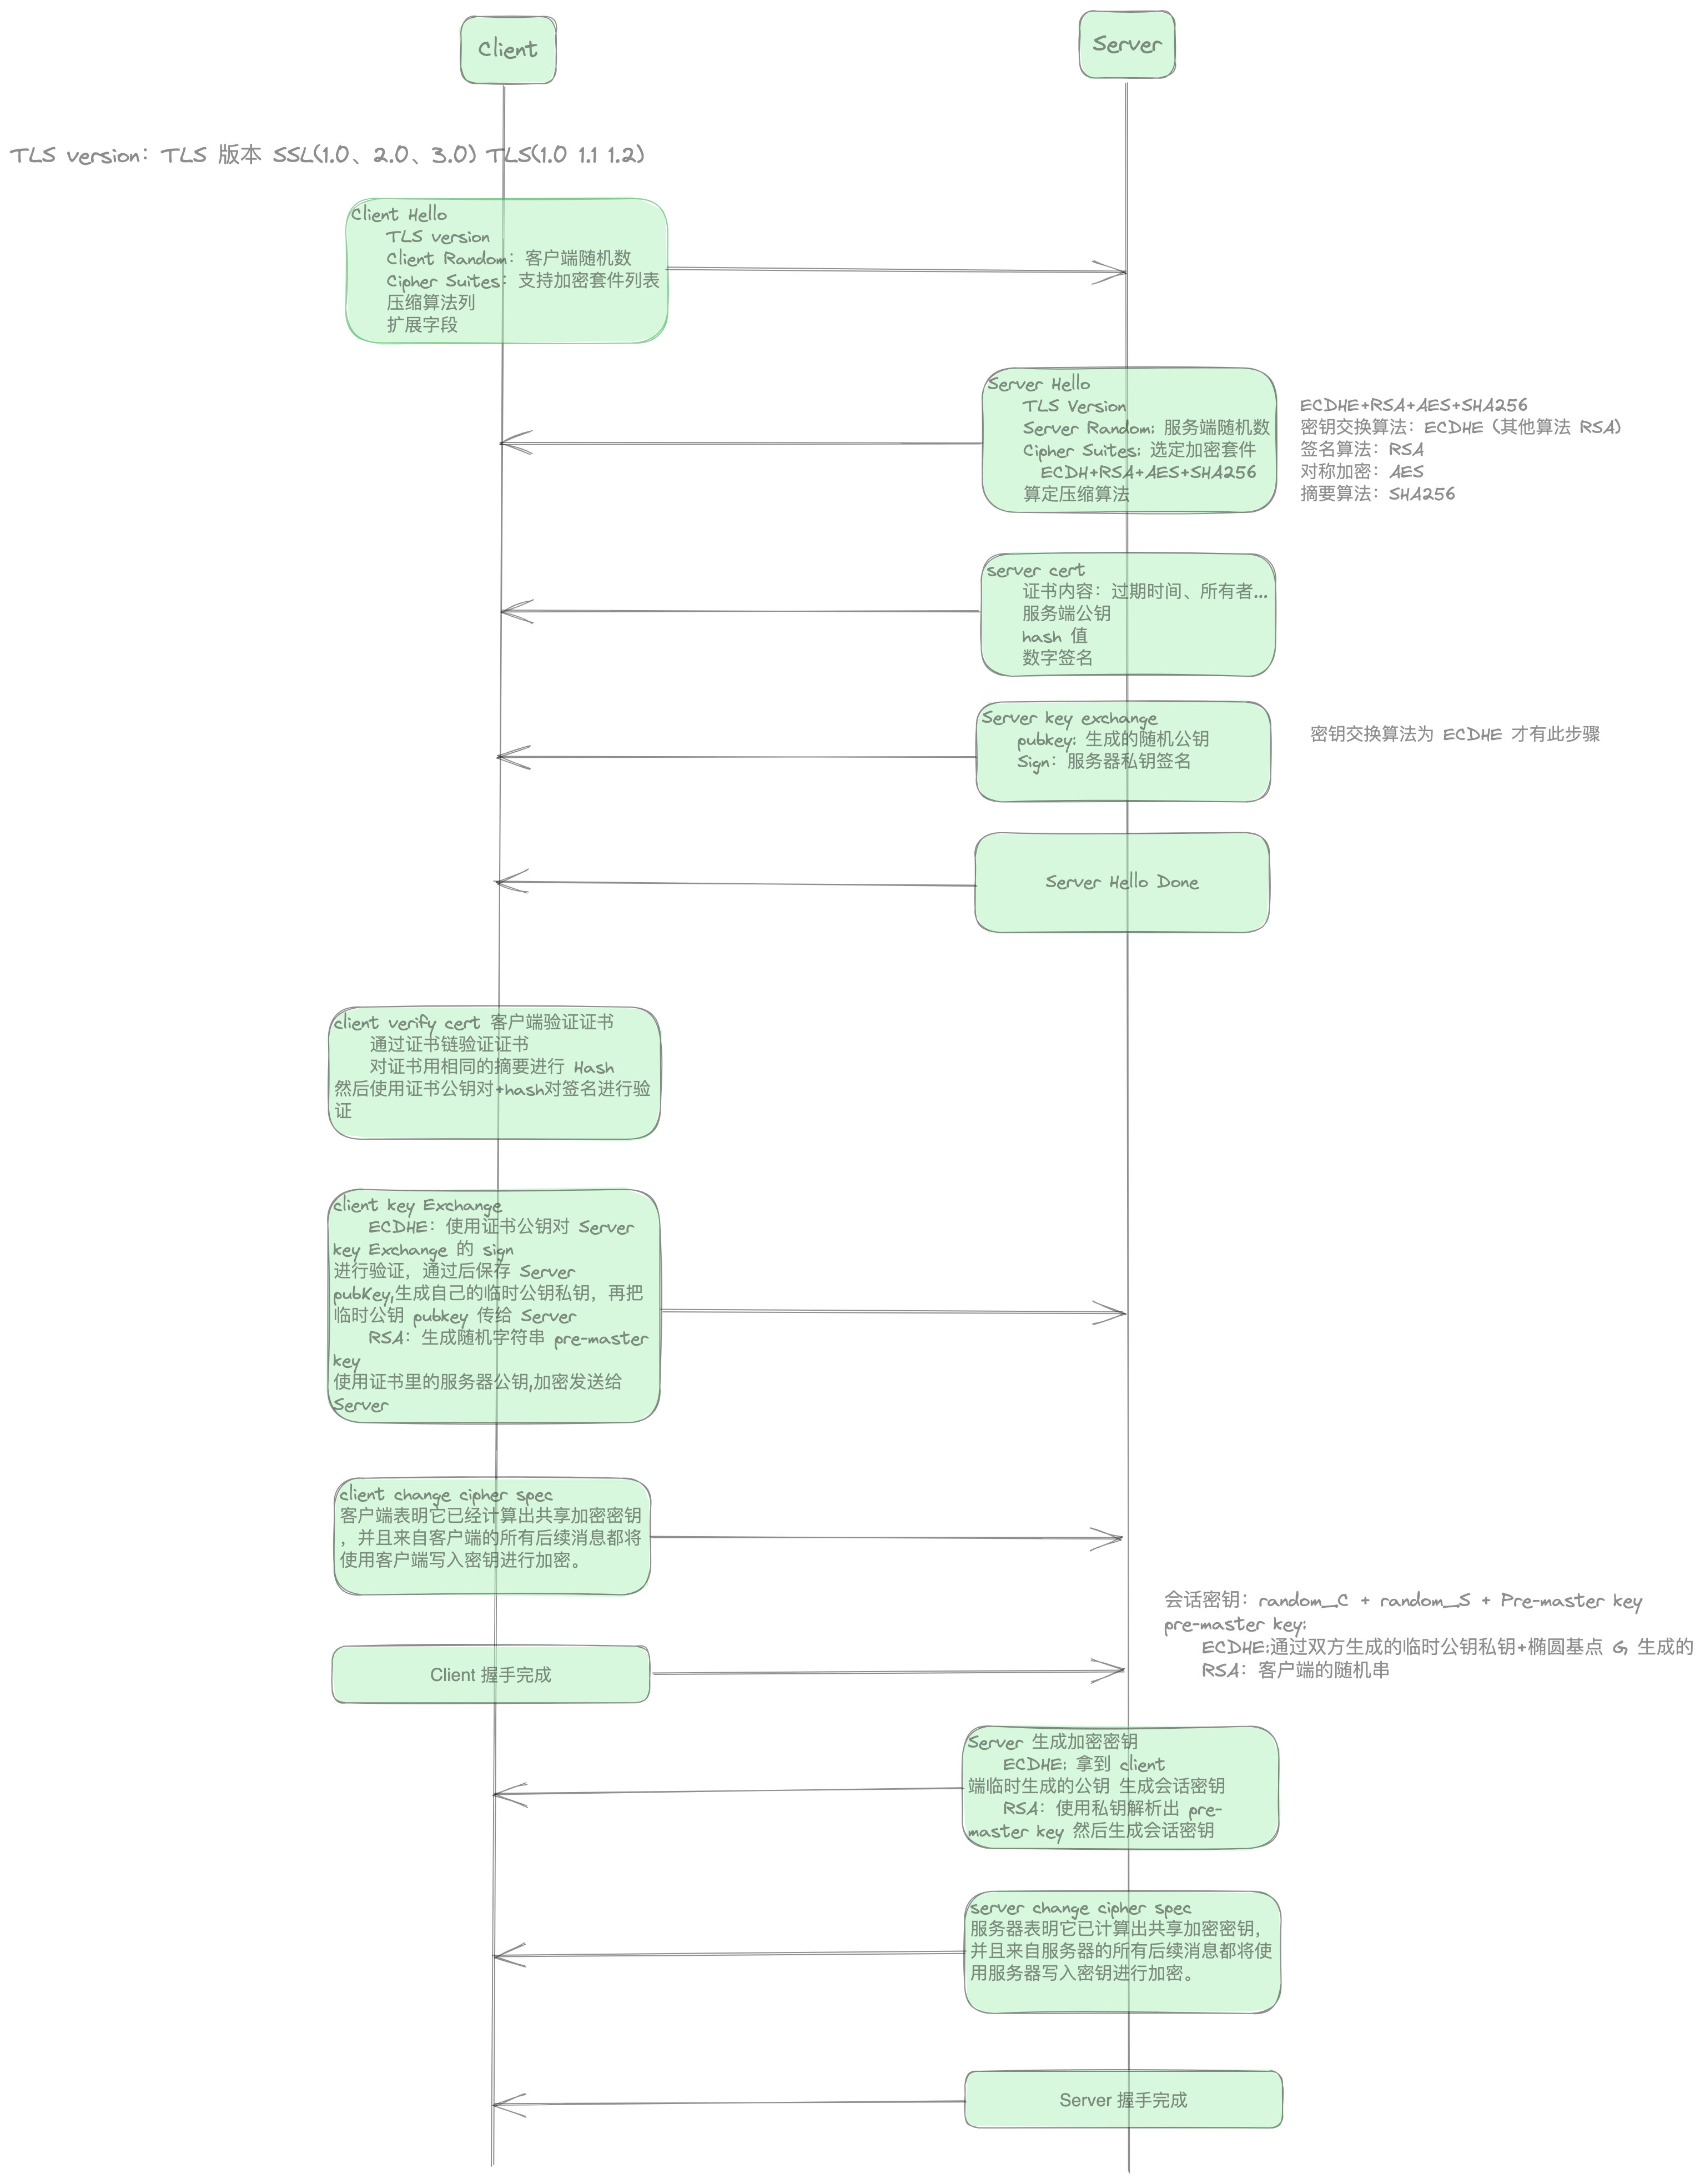 Client
Server
TLS version：TLS 版本 SSL(1.0、2.0、3.0) TLS(1.0 1.1 1.2)
Client Hello
TLS version
Client Random：客户端随机数
Cipher Suites：支持加密套件列表
压缩算法列
扩展字段
Server Hello
TLS Version
Server Random: 服务端随机数
Cipher Suites: 选定加密套件
ECDH+RSA+AES+SHA256
算定压缩算法
ECDHE+RSA+AES+SHA256
密钥交换算法：ECDHE（其他算法 RSA）
签名算法：RSA
对称加密：AES
摘要算法：SHA256
server cert
证书内容：过期时间、所有者...
服务端公钥
hash 值
数字签名
Server key exchange
pubkey: 生成的随机公钥
Sign：服务器私钥签名
密钥交换算法为 ECDHE 才有此步骤
Server Hello Done
client verify cert 客户端验证证书
通过证书链验证证书
对证书用相同的摘要进行 Hash
然后使用证书公钥对+hash对签名进行验
证
client key Exchange
ECDHE：使用证书公钥对 Server
key Exchange 的 sign
进行验证，通过后保存 Server
pubKey,生成自己的临时公钥私钥，再把
临时公钥 pubkey 传给 Server
RSA：生成随机字符串 pre-master
key
使用证书里的服务器公钥,加密发送给
Server
client change cipher spec
客户端表明它已经计算出共享加密密钥
，并且来自客户端的所有后续消息都将
使用客户端写入密钥进行加密。
会话密钥：random_C + random_S + Pre-master key
pre-master key:
ECDHE:通过双方生成的临时公钥私钥+椭圆基点 G, 生成的
RSA：客户端的随机串
Client 握手完成
Server 生成加密密钥
ECDHE: 拿到 client
端临时生成的公钥 生成会话密钥
RSA：使用私钥解析出 pre-
master key 然后生成会话密钥
server change cipher spec
服务器表明它已计算出共享加密密钥，
并且来自服务器的所有后续消息都将使
用服务器写入密钥进行加密。
Server 握手完成